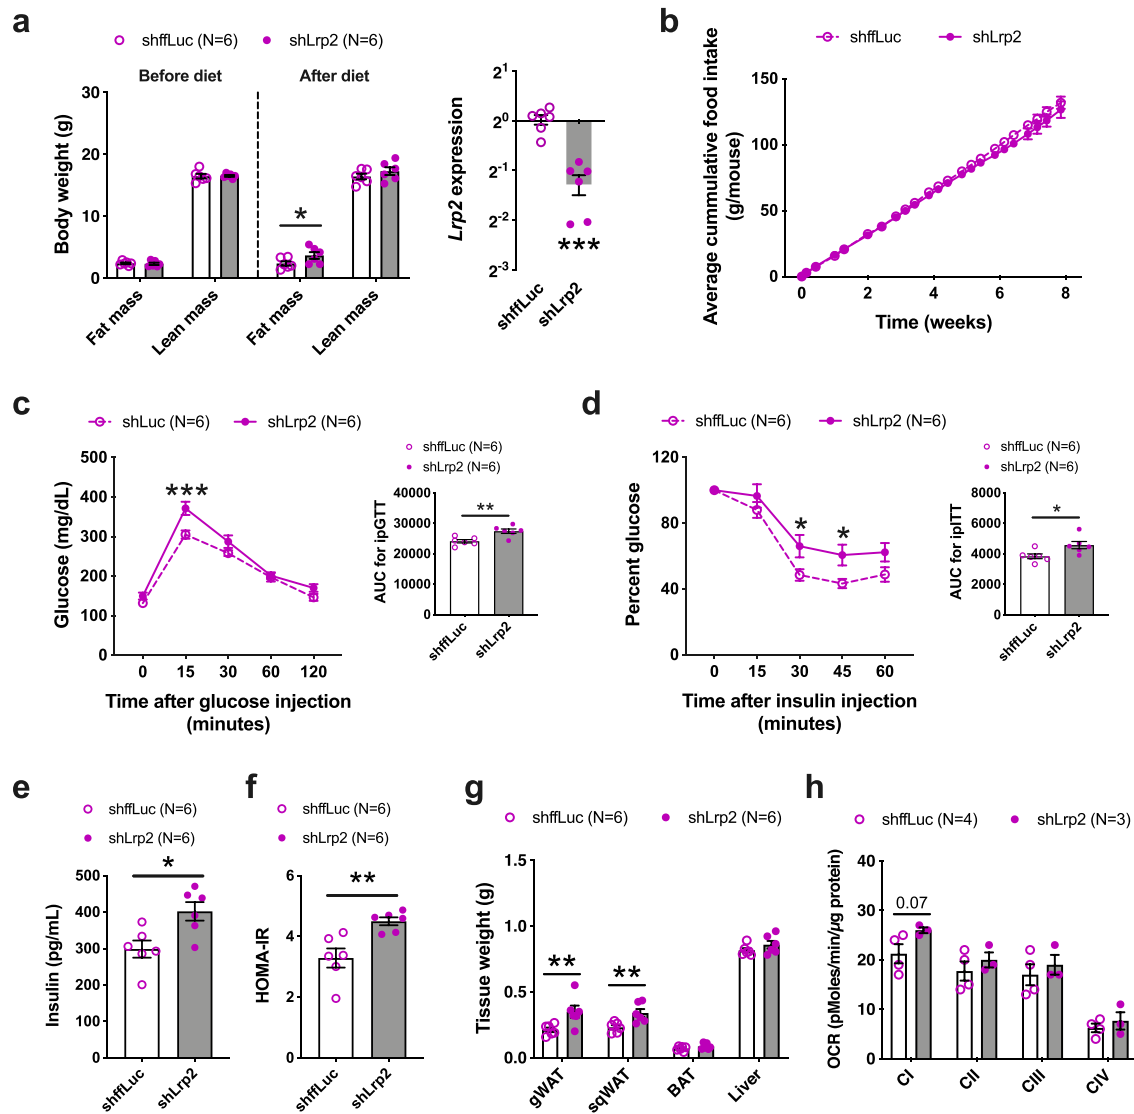 a
shffLuc (N=6)
shLrp2 (N=6)
Before diet
After diet
Body weight (g)
30
20
10
0
*
Fat mass
Lean mass
Fat mass
Lean mass
Lrp2 expression
2^1
2^0
2^-1
2^-2
2^-3
***
shffLuc
shLrp2
b
shffLuc
shLrp2
Average cummulative food intake
(g/mouse)
150
100
50
0
0
2
4
6
8
Time (weeks)
c
shLuc (N=6)
shLrp2 (N=6)
Glucose (mg/dL)
500
400
300
200
100
0
***
0
15
30
60
120
Time after glucose injection
(minutes)
shffLuc (N=6)
shLrp2 (N=6)
AUC for ipGTT
40000
30000
20000
10000
0
**
shffLuc
shLrp2
d
shffLuc (N=6)
shLrp2 (N=6)
Percent glucose
120
80
40
0
*
*
0
15
30
45
60
Time after insulin injection
(minutes)
shffLuc (N=6)
shLrp2 (N=6)
AUC for ipITT
8000
6000
4000
2000
0
*
shffLuc
shLrp2
e
shffLuc (N=6)
shLrp2 (N=6)
Insulin (pg/mL)
500
400
300
200
100
0
*
shffLuc
shLrp2
f
shffLuc (N=6)
shLrp2 (N=6)
HOMA-IR
6
4
2
0
**
shffLuc
shLrp2
g
shffLuc (N=6)
shLrp2 (N=6)
Tissue weight (g)
1.5
1.0
0.5
0.0
**
**
gWAT
sqWAT
BAT
Liver
h
shffLuc (N=4)
shLrp2 (N=3)
OCR (pMoles/min/µg protein)
40
30
20
10
0
0.07
CI
CII
CIII
CIV